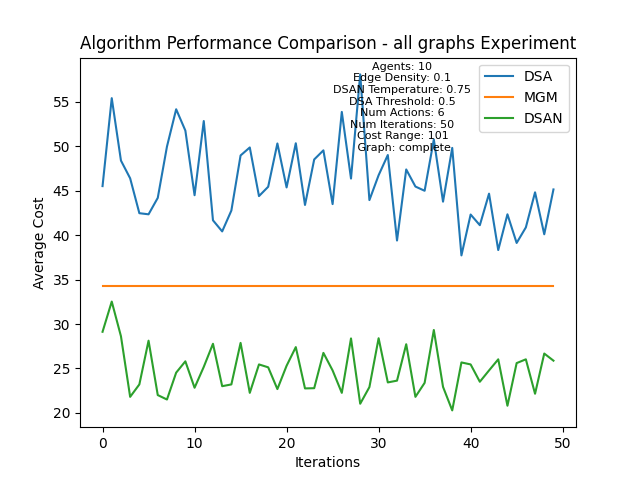 Algorithm Performance Comparison - all graphs Experiment
Agents: 10
Edge Density: 0.1
DSAN Temperature: 0.75
DSA Threshold: 0.5
Num Actions: 6
Num Iterations: 50
Cost Range: 101
Graph: complete
DSA
MGM
DSAN
Average Cost
55
50
45
40
35
30
25
20
0
10
20
30
40
50
Iterations